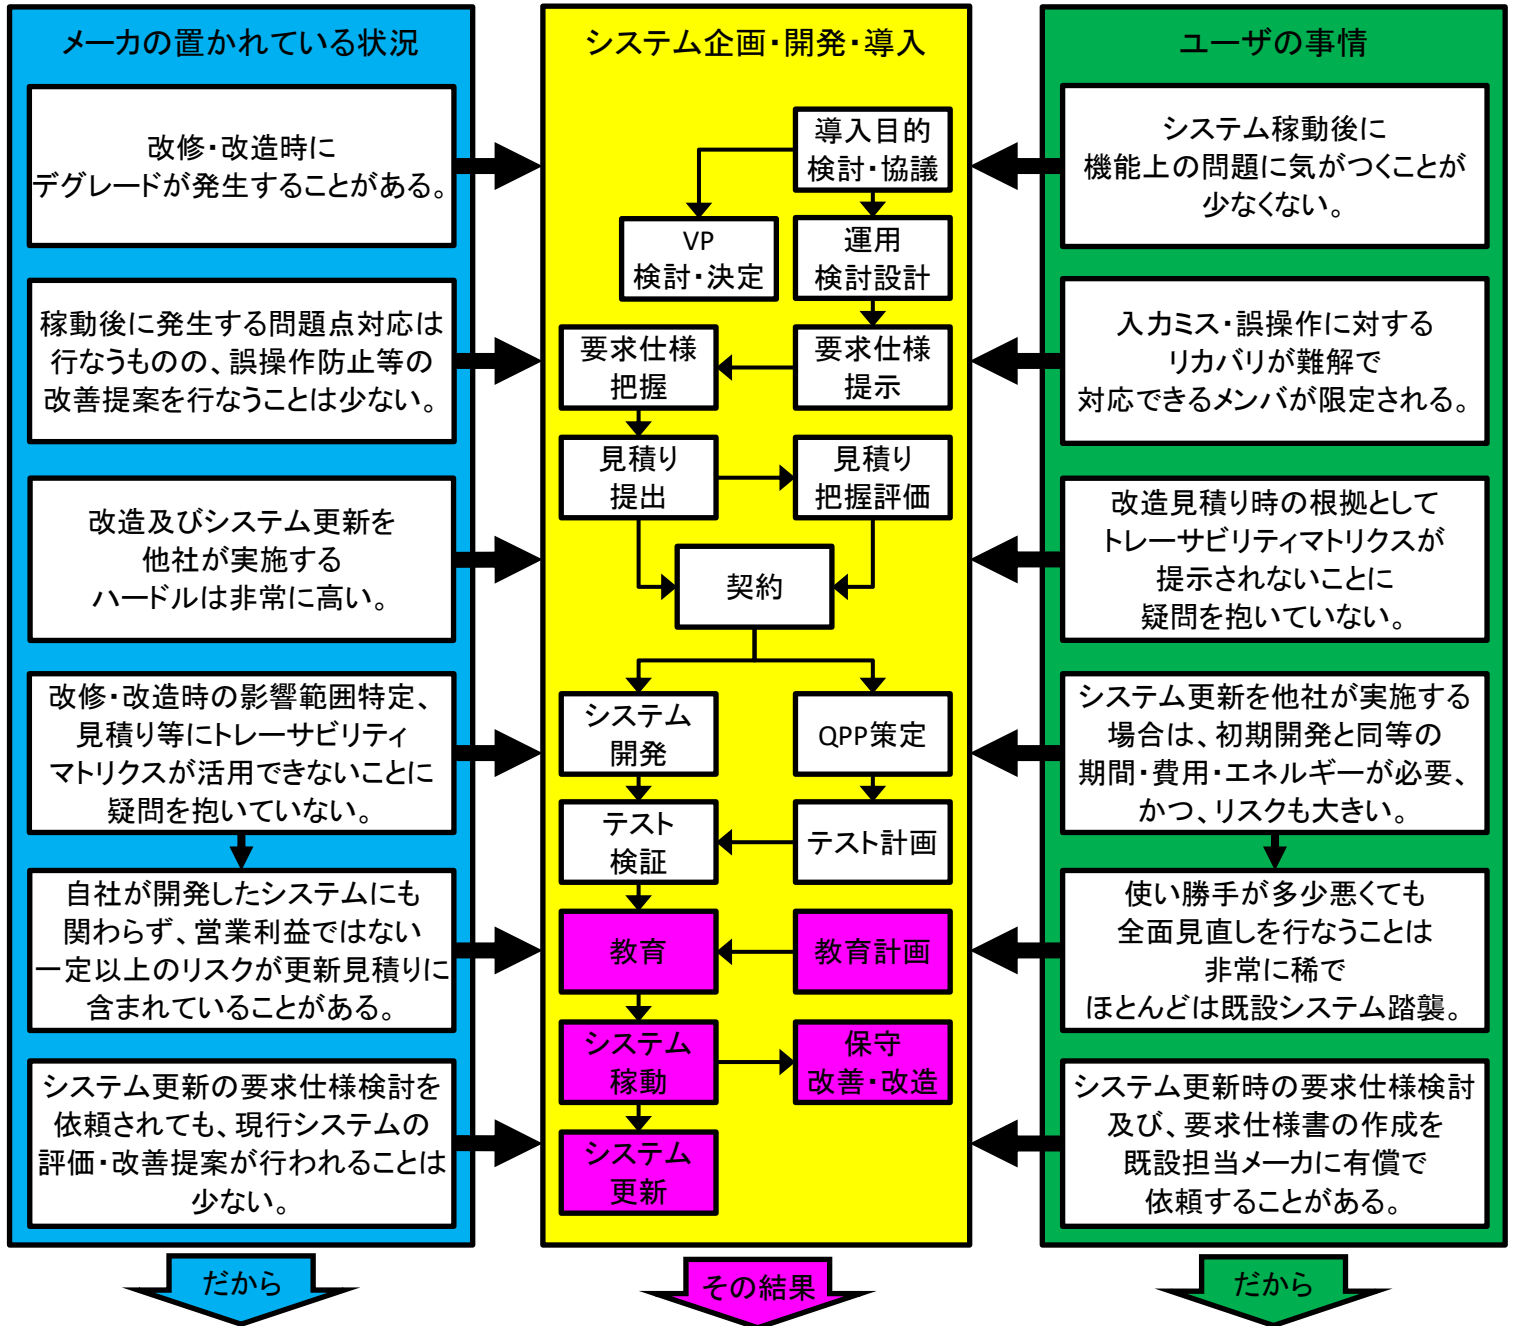 メーカの置かれている状況
改修・改造時に
デグレードが発生することがある。
稼動後に発生する問題点対応は
行なうものの、誤操作防止等の
改善提案を行なうことは少ない。
改造及びシステム更新を
他社が実施する
ハードルは非常に高い。
改修・改造時の影響範囲特定、
見積り等にトレーサビリティ
マトリクスが活用できないことに
疑問を抱いていない。
自社が開発したシステムにも
関わらず、営業利益ではない
一定以上のリスクが更新見積りに
含まれていることがある。
システム更新の要求仕様検討を
依頼されても、現行システムの
評価・改善提案が行われることは
少ない。
だから
システム企画・開発・導入
導入目的
検討・協議
VP
検討・決定
運用
検討設計
要求仕様
把握
要求仕様
提示
見積り
提出
見積り
把握評価
契約
システム
開発
QPP策定
テスト
検証
テスト計画
教育
教育計画
システム
稼動
保守
改善・改造
システム
更新
その結果
ユーザの事情
システム稼動後に
機能上の問題に気がつくことが
少なくない。
入力ミス・誤操作に対する
リカバリが難解で
対応できるメンバが限定される。
改造見積り時の根拠として
トレーサビリティマトリクスが
提示されないことに
疑問を抱いていない。
システム更新を他社が実施する
場合は、初期開発と同等の
期間・費用・エネルギーが必要、
かつ、リスクも大きい。
使い勝手が多少悪くても
全面見直しを行なうことは
非常に稀で
ほとんどは既設システム踏襲。
システム更新時の要求仕様検討
及び、要求仕様書の作成を
既設担当メーカに有償で
依頼することがある。
だから